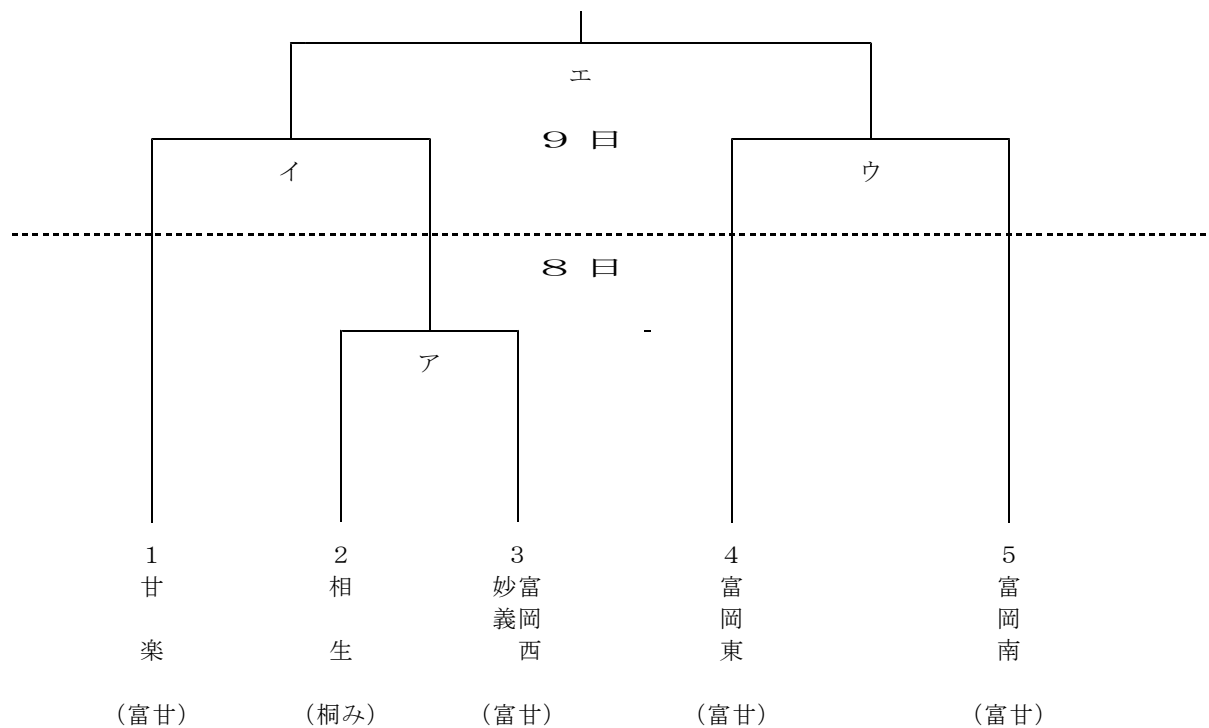 エ
９日
イ
ウ
８日
ア
１
甘楽
（富甘）
２
相生
（桐み）
３
富岡西
妙義
（富甘）
４
富岡東
（富甘）
５
富岡南
（富甘）